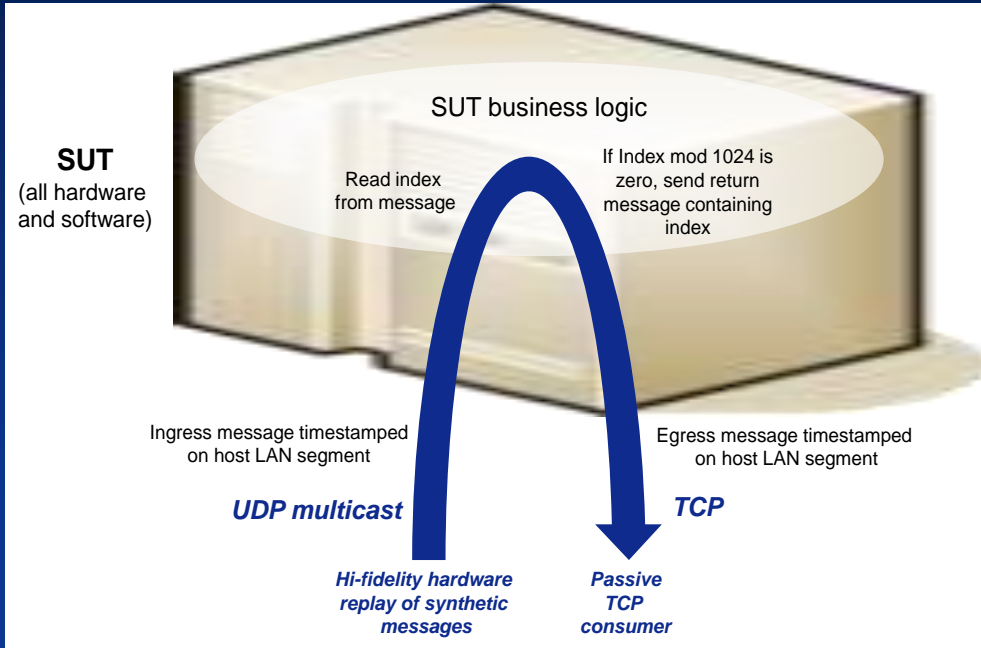 SUT business logic
SUT
(all hardware
and software)
Read index
from message
If Index mod 1024 is
zero, send return
message containing
index
Ingress message timestamped
on host LAN segment
Egress message timestamped
on host LAN segment
UDP multicast
TCP
Hi-fidelity hardware
replay of synthetic
messages
Passive
TCP
consumer